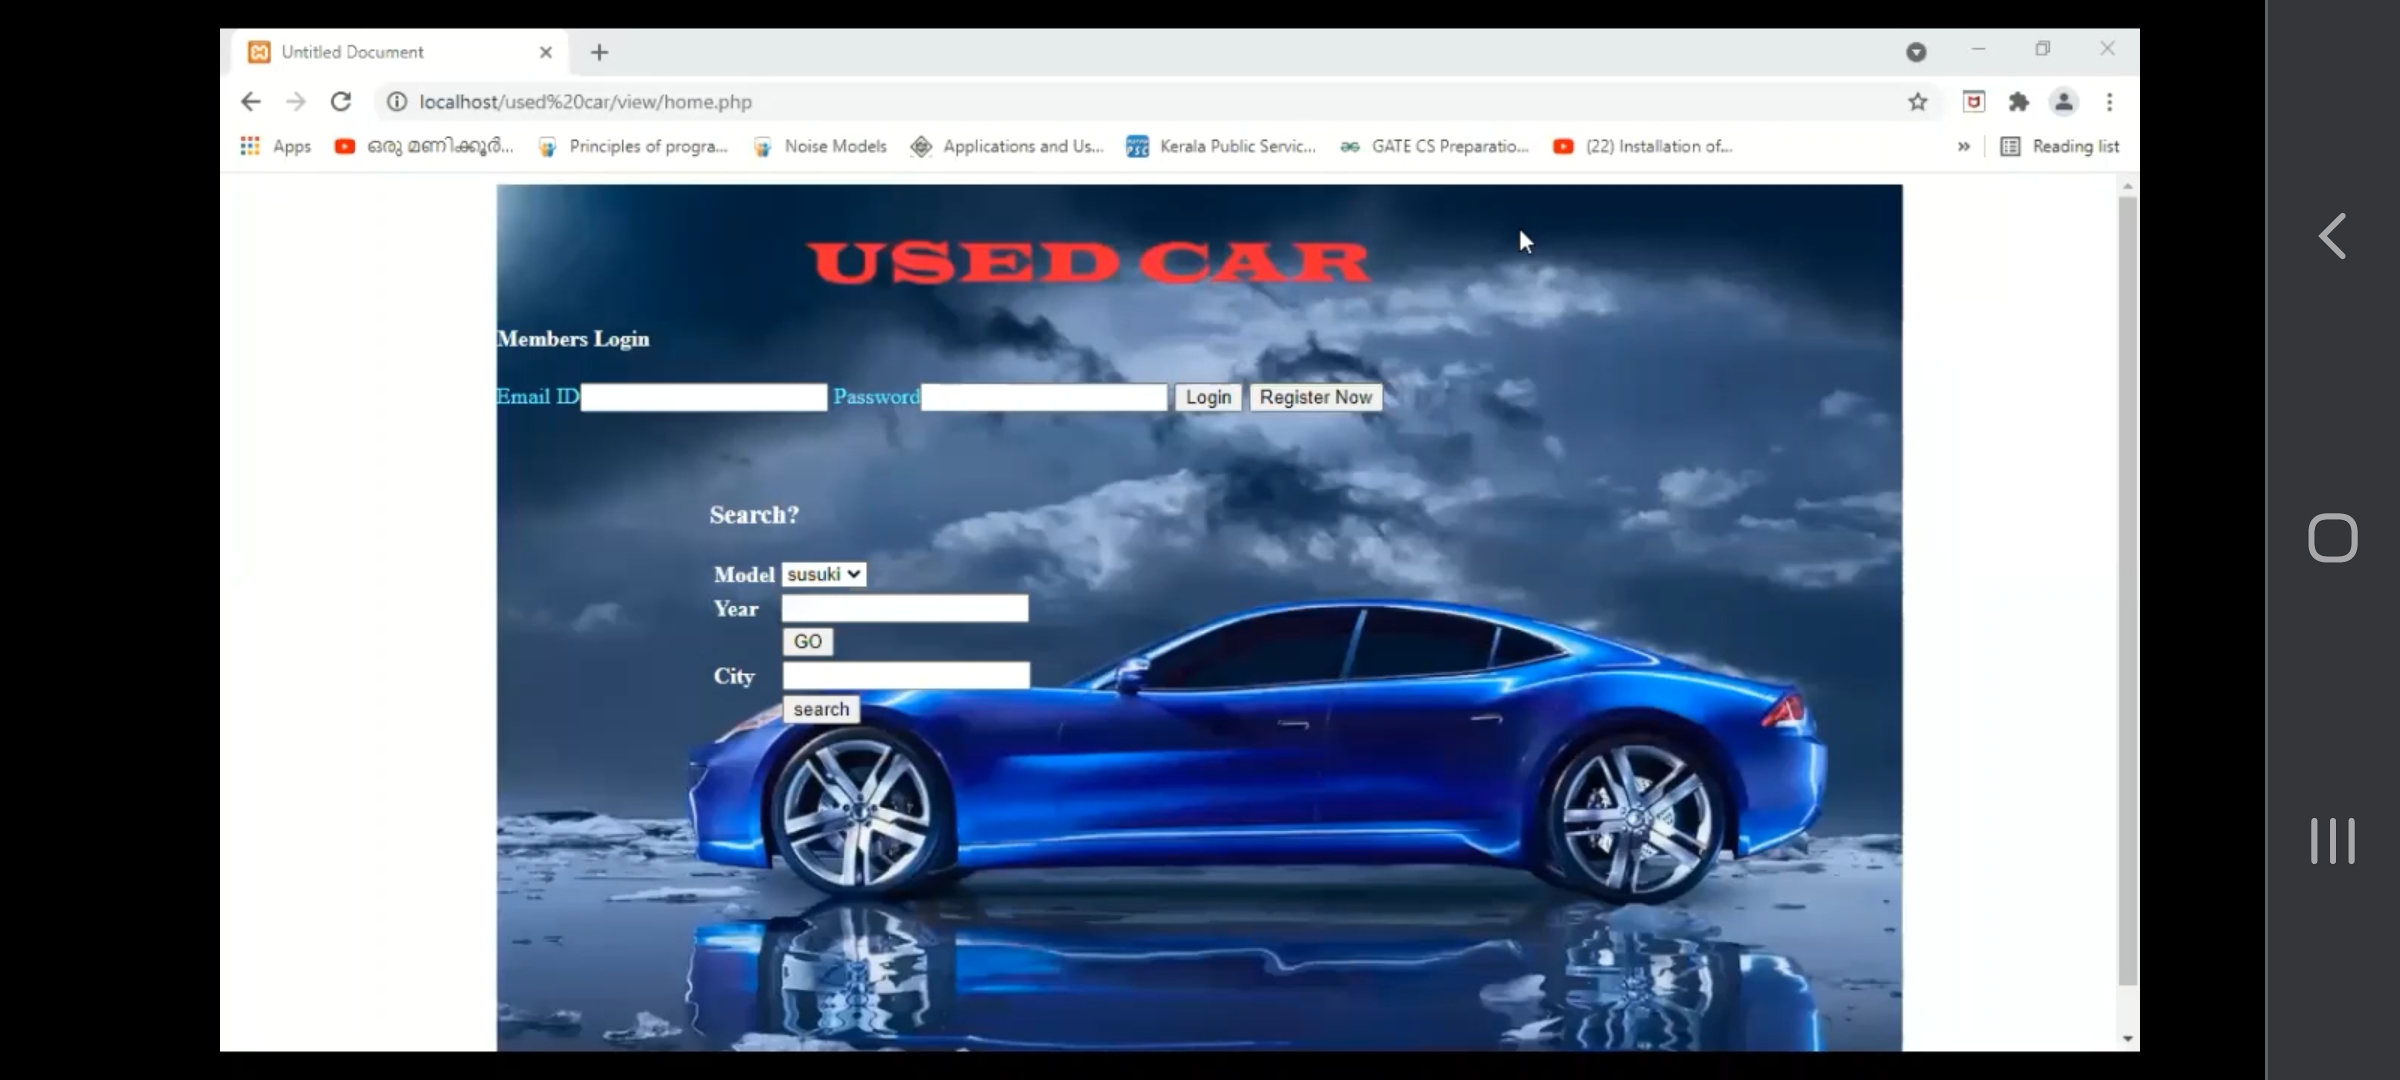 Untitled Document
localhost/used%20car/view/home.php
Apps
ഒരു മണിക്കൂർ...
Principles of progra...
Noise Models
Applications and Us...
Kerala Public Servic...
GATE CS Preparatio...
(22) Installation of...
»
Reading list
USED CAR
Members Login
Email ID Password Login Register Now
Search?
Model susuki
Year
GO
City
search